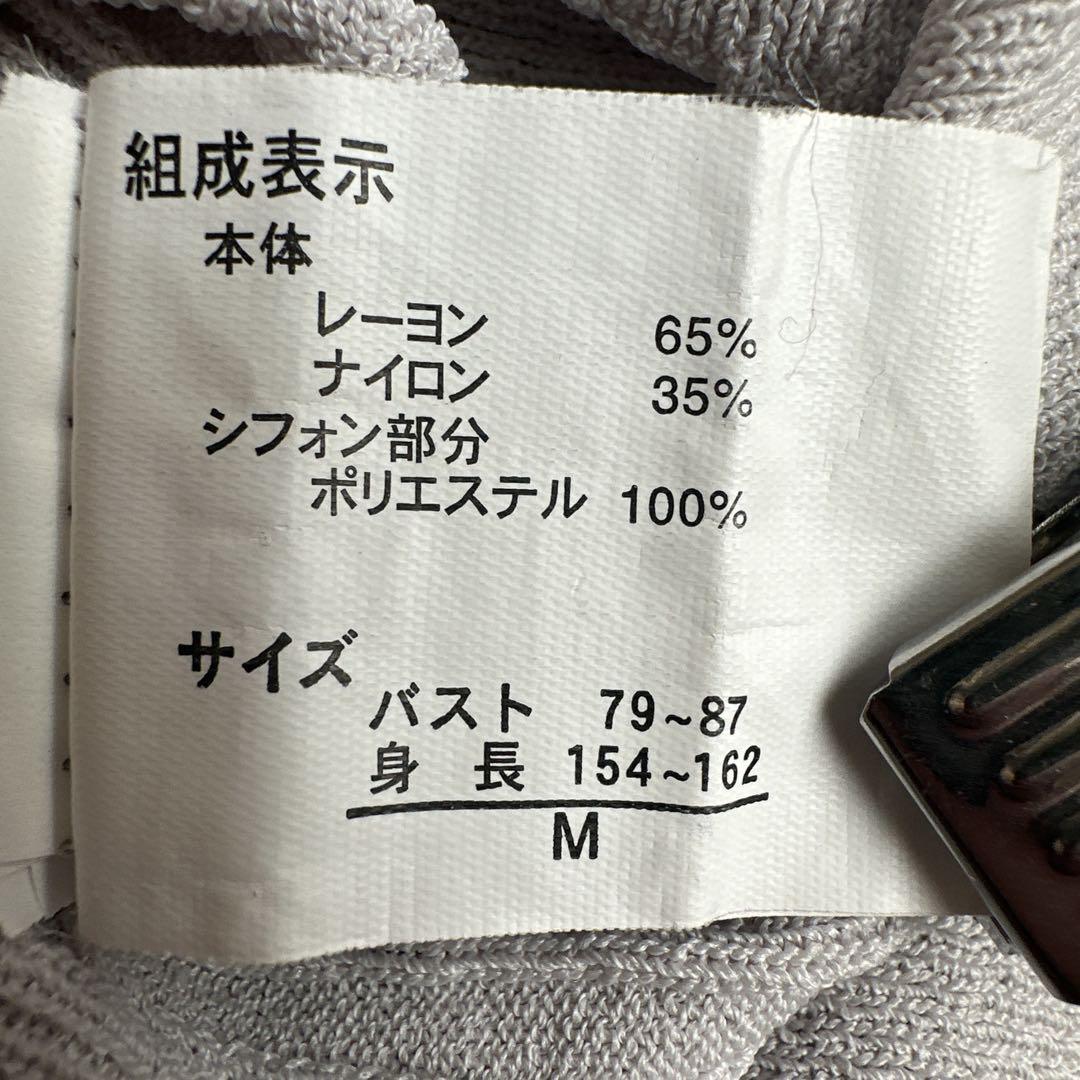 組成表示
本体
レーヨン 65%
ナイロン 35%
シフォン部分
ポリエステル 100%
サイズ
バスト 79~87
身 長 154~162
M